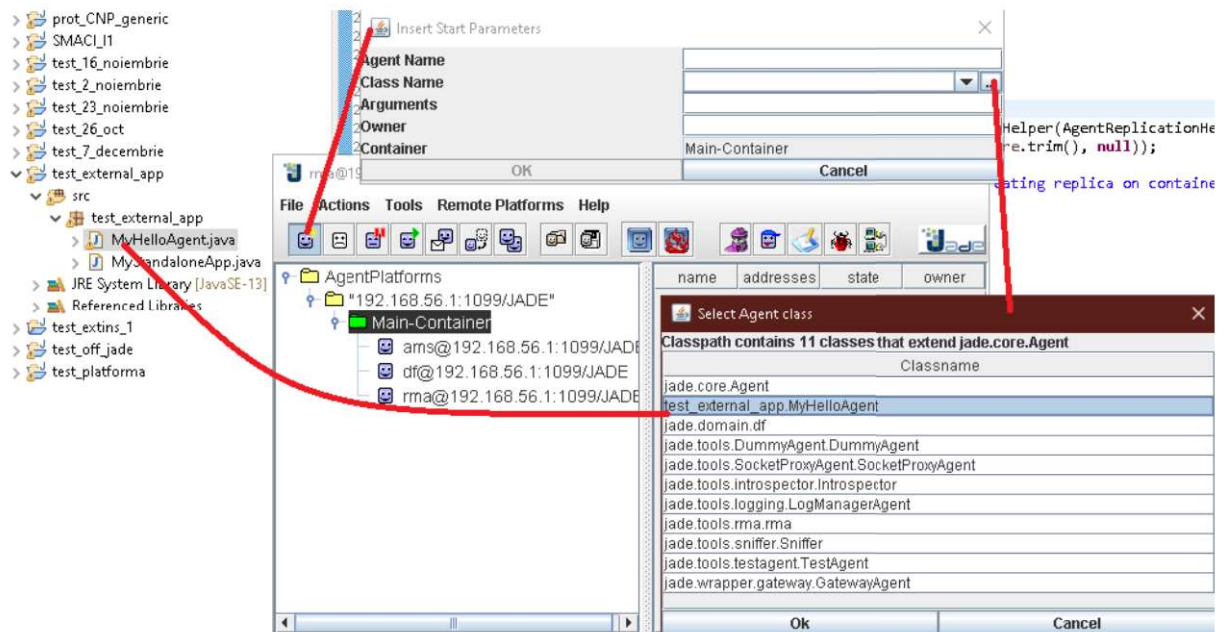 prot_CNP_generic
SMACI_l1
test_16_noiembrie
test_2_noiembrie
test_23_noiembrie
test_26_oct
test_7_decembrie
test_external_app
src
test_external_app
MyHelloAgent.java
MyStandaloneApp.java
JRE System Library [JavaSE-13]
Referenced Libraries
test_extins_1
test_off_jade
test_platforma
Insert Start Parameters
Agent Name
Class Name
...
Arguments
Owner
Container
Main-Container
OK
Cancel
Helper(AgentReplicationHe
re.trim(), null));
ating replica on containe
rma@19
File Actions Tools Remote Platforms Help
Jade
AgentPlatforms
"192.168.56.1:1099/JADE"
Main-Container
ams@192.168.56.1:1099/JADE
df@192.168.56.1:1099/JADE
rma@192.168.56.1:1099/JADE
name addresses state owner
Select Agent class
Classpath contains 11 classes that extend jade.core.Agent
Classname
jade.core.Agent
test_external_app.MyHelloAgent
jade.domain.df
jade.tools.DummyAgent.DummyAgent
jade.tools.SocketProxyAgent.SocketProxyAgent
jade.tools.introspector.Introspector
jade.tools.logging.LogManagerAgent
jade.tools.rma.rma
jade.tools.sniffer.Sniffer
jade.tools.testagent.TestAgent
jade.wrapper.gateway.GatewayAgent
Ok
Cancel